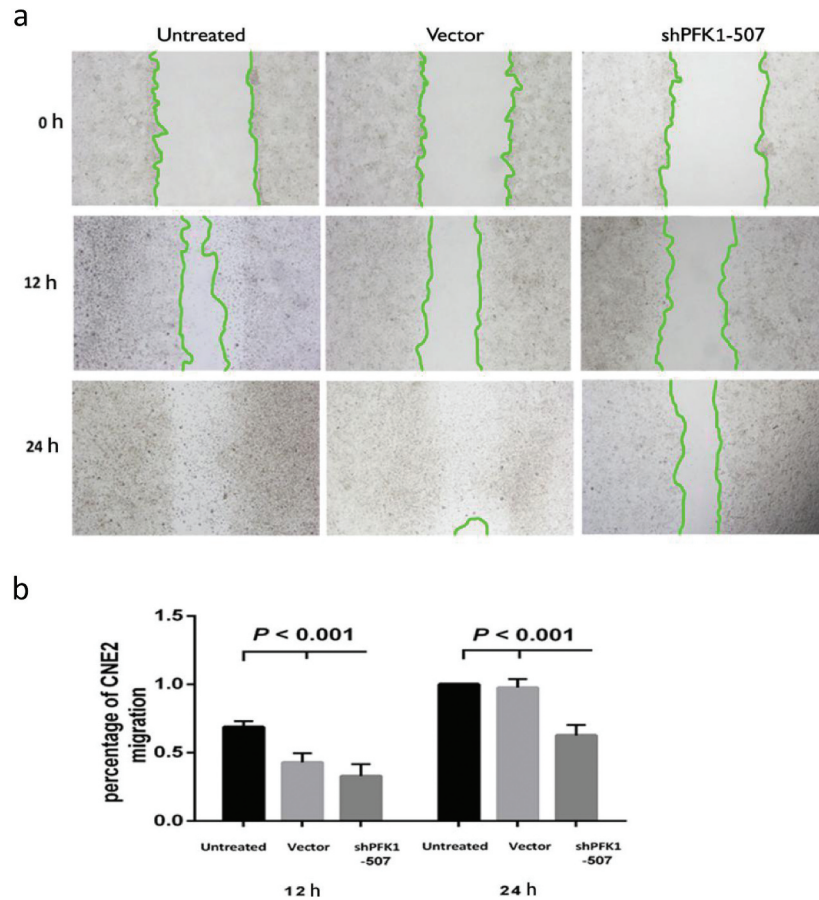 a
Untreated Vector shPFK1-507
0 h
12 h
24 h
b
percentage of CNE2
migration
1.5
1.0
0.5
0.0
P < 0.001 P < 0.001
Untreated Vector shPFK1
-507 Untreated Vector shPFK1
-507
12 h 24 h